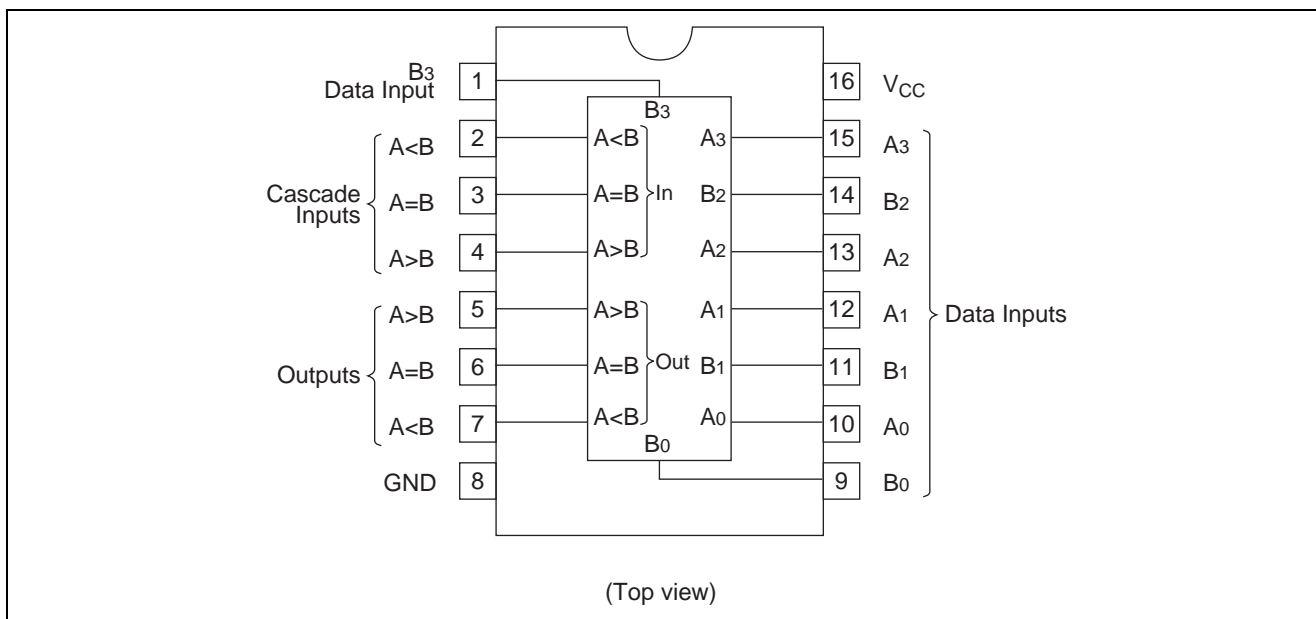 B3
Data Input
1
16
VCC
B3
A<B
2
A<B
A3
15
A3
Cascade
Inputs
A=B
3
A=B
In
B2
14
B2
A>B
4
A>B
A2
13
A2
Outputs
A>B
5
A>B
A1
12
A1
Data Inputs
A=B
6
A=B
Out
B1
11
B1
A<B
7
A<B
A0
10
A0
B0
GND
8
9
B0
(Top view)